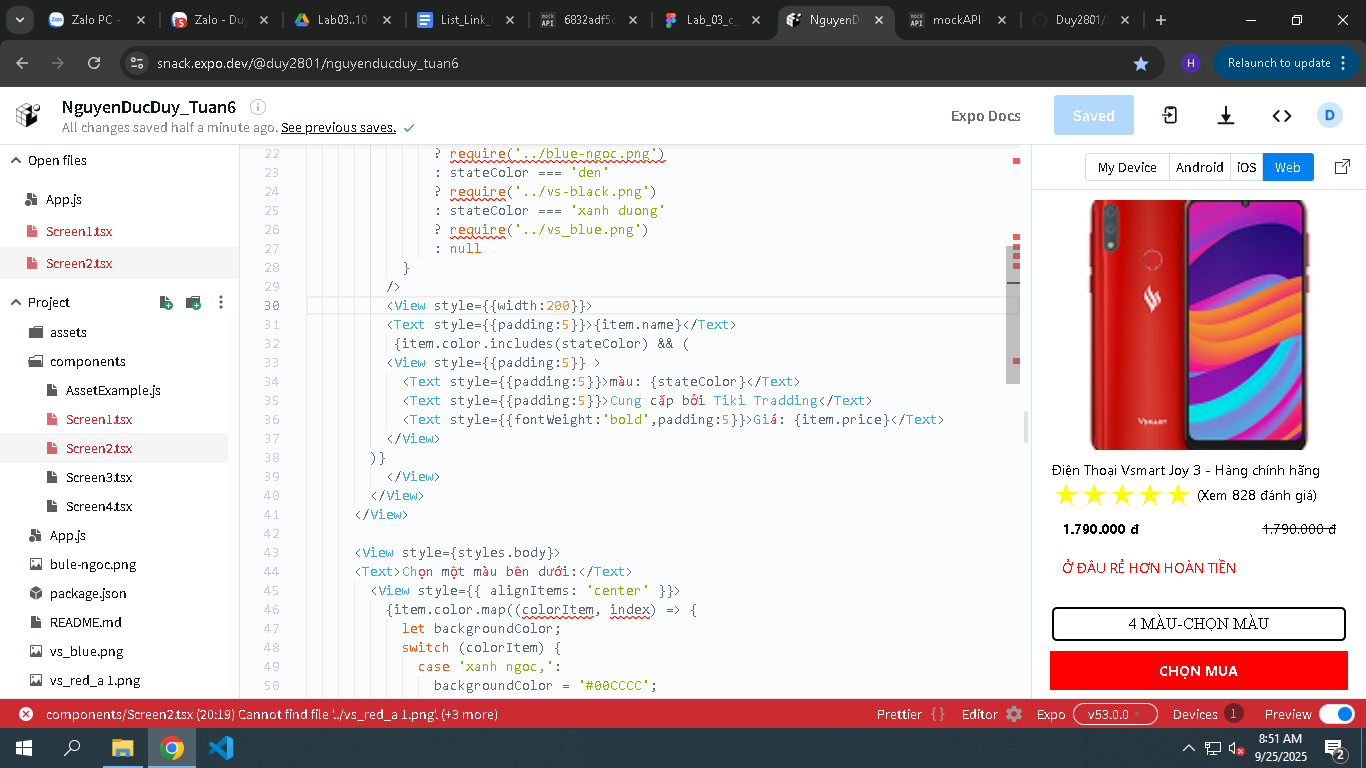 Zalo PC -
Zalo - Du
Lab03..10
List_Link_
6832adf5c
Lab_03_c_
NguyenD
mockAPI
Duy2801/
snack.expo.dev/@duy2801/nguyenducduy_tuan6
H
Relaunch to update
NguyenDucDuy_Tuan6
All changes saved half a minute ago. See previous saves.
Expo Docs
Saved
D
Open files
App.js
Screen1.tsx
Screen2.tsx
Project
assets
components
AssetExample.js
Screen1.tsx
Screen2.tsx
Screen3.tsx
Screen4.tsx
App.js
bule-ngoc.png
package.json
README.md
vs_blue.png
vs_red_a 1.png
22 ? require('../blue-ngoc.png')
23 : stateColor === 'den'
24 ? require('../vs-black.png')
25 : stateColor === 'xanh duong'
26 ? require('../vs_blue.png')
27 : null
28 }
29 />
30 <View style={{width:200}}>
31 <Text style={{padding:5}}>{item.name}</Text>
32 {item.color.includes(stateColor) && (
33 <View style={{padding:5}} >
34 <Text style={{padding:5}}>màu: {stateColor}</Text>
35 <Text style={{padding:5}}>Cung cấp bởi Tiki Tradding</Text>
36 <Text style={{fontWeight:'bold',padding:5}}>Giá: {item.price}</Text>
37 </View>
38 )}
39 </View>
40 </View>
41 </View>
42
43 <View style={styles.body}>
44 <Text>Chọn một màu bên dưới:</Text>
45 <View style={{ alignItems: 'center' }}>
46 {item.color.map((colorItem, index) => {
47 let backgroundColor;
48 switch (colorItem) {
49 case 'xanh ngoc,':
50 backgroundColor = '#00CCCC';
My Device
Android
iOS
Web
Vsmart
Điện Thoại Vsmart Joy 3 - Hàng chính hãng
(Xem 828 đánh giá)
1.790.000 đ
1.790.000 đ
Ở ĐÂU RẺ HƠN HOÀN TIỀN
4 MÀU-CHỌN MÀU
CHỌN MUA
components/Screen2.tsx (20:19) Cannot find file '../vs_red_a 1.png'. (+3 more)
Prettier { }
Editor
Expo
v53.0.0
Devices 1
Preview
8:51 AM
9/25/2025
2